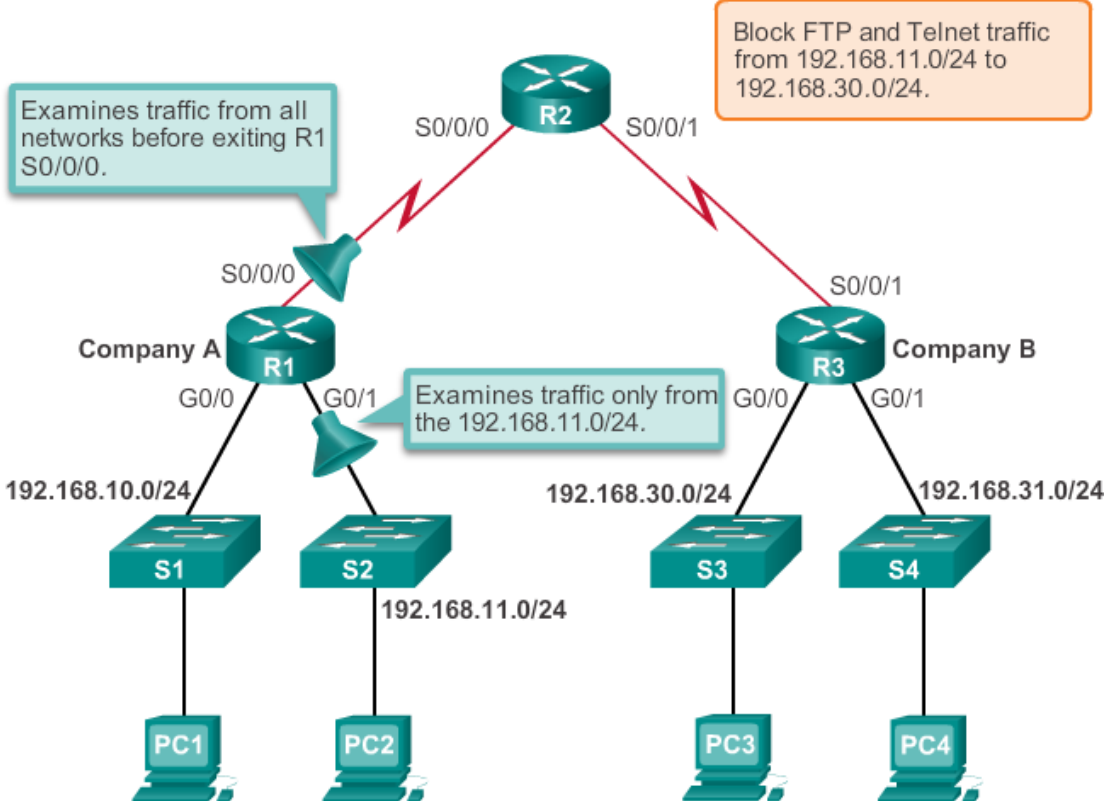 Block FTP and Telnet traffic
from 192.168.11.0/24 to
192.168.30.0/24.
R2
S0/0/0
S0/0/1
Examines traffic from all
networks before exiting R1
S0/0/0.
S0/0/0
S0/0/1
Company A
R1
R3
Company B
G0/0
G0/1
Examines traffic only from
the 192.168.11.0/24.
G0/0
G0/1
192.168.10.0/24
192.168.30.0/24
192.168.31.0/24
S1
S2
S3
S4
192.168.11.0/24
PC1
PC2
PC3
PC4